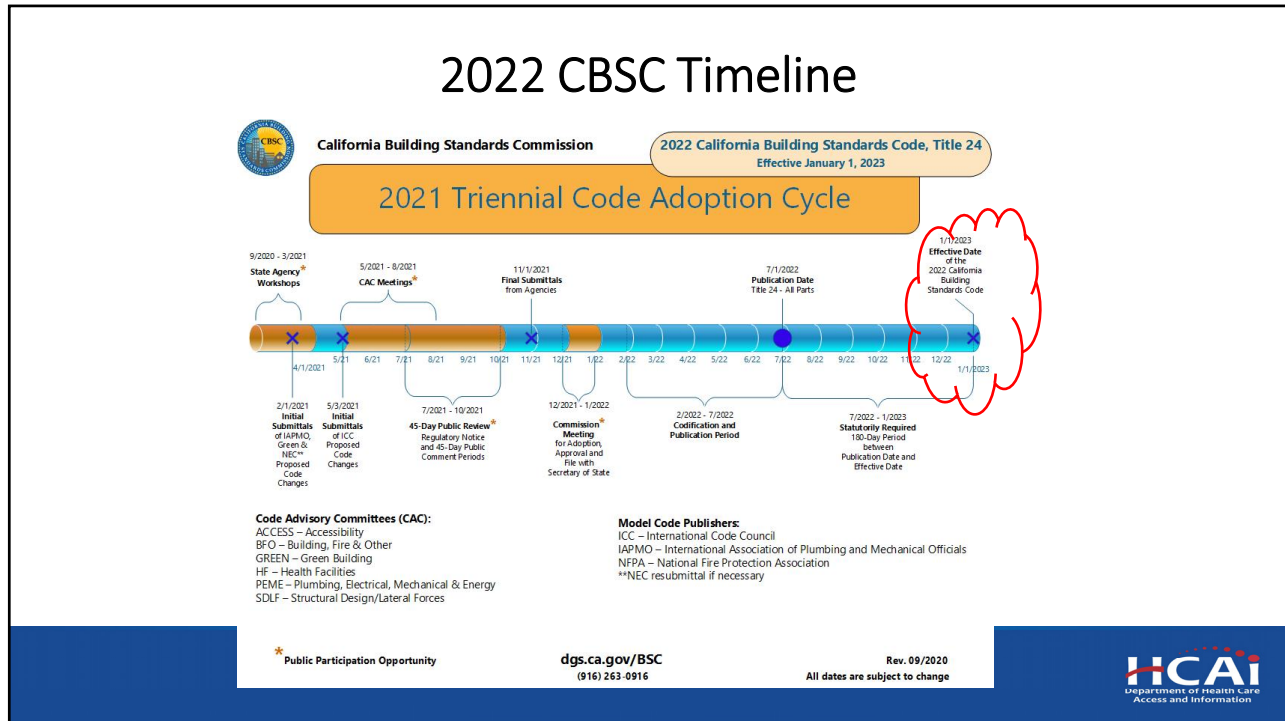 2022 CBSC Timeline
CBSC
California Building Standards Commission
2022 California Building Standards Code, Title 24
Effective January 1, 2023
2021 Triennial Code Adoption Cycle
9/2020 - 3/2021
State Agency*
Workshops
5/2021 - 8/2021
CAC Meetings*
11/1/2021
Final Submittals
from Agencies
7/1/2022
Publication Date
Title 24 - All Parts
1/1/2023
Effective Date
of the
2022 California
Building
Standards Code
4/1/2021
5/21 6/21 7/21 8/21 9/21 10/21 11/21 12/21 1/22 2/22 3/22 4/22 5/22 6/22 7/22 8/22 9/22 10/22 11/22 12/22
1/1/2023
2/1/2021
Initial
Submittals
of IAPMO,
Green &
NEC**
Proposed
Code
Changes
5/3/2021
Initial
Submittals
of ICC
Proposed
Code
Changes
7/2021 - 10/2021
45-Day Public Review*
Regulatory Notice
and 45-Day Public
Comment Periods
12/2021 - 1/2022
Commission*
Meeting
for Adoption,
Approval and
File with
Secretary of State
2/2022 - 7/2022
Codification and
Publication Period
7/2022 - 1/2023
Statutorily Required
180-Day Period
between
Publication Date and
Effective Date
Code Advisory Committees (CAC):
ACCESS – Accessibility
BFO – Building, Fire & Other
GREEN – Green Building
HF – Health Facilities
PEME – Plumbing, Electrical, Mechanical & Energy
SDLF – Structural Design/Lateral Forces
Model Code Publishers:
ICC – International Code Council
IAPMO – International Association of Plumbing and Mechanical Officials
NFPA – National Fire Protection Association
**NEC resubmittal if necessary
*Public Participation Opportunity
dgs.ca.gov/BSC
(916) 263-0916
Rev. 09/2020
All dates are subject to change
HCAi
Department of Health Care
Access and Information